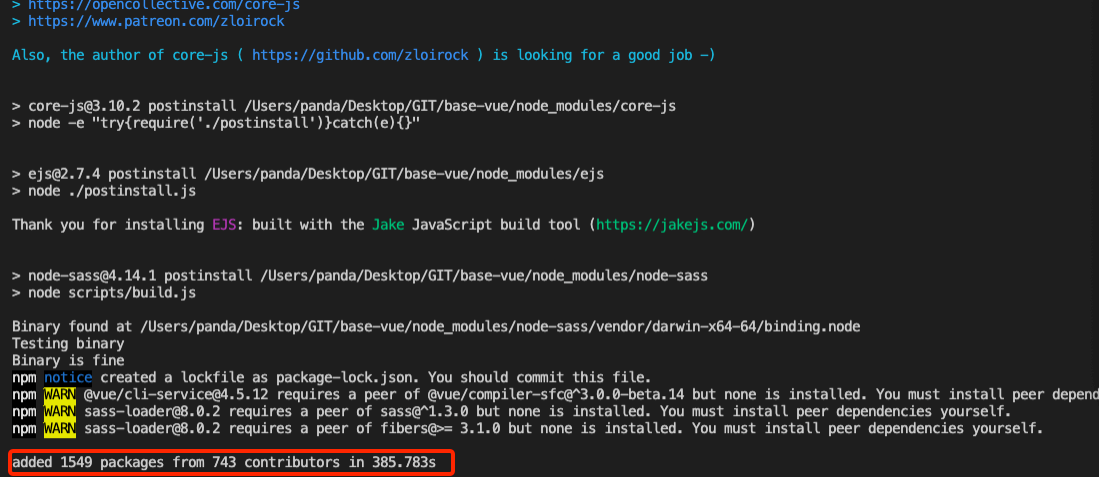 > https://opencollective.com/core-js
> https://www.patreon.com/zloirock
Also, the author of core-js ( https://github.com/zloirock ) is looking for a good job -)
> core-js@3.10.2 postinstall /Users/panda/Desktop/GIT/base-vue/node_modules/core-js
> node -e "try{require('./postinstall')}catch(e){}"
> ejs@2.7.4 postinstall /Users/panda/Desktop/GIT/base-vue/node_modules/ejs
> node ./postinstall.js
Thank you for installing EJS: built with the Jake JavaScript build tool (https://jakejs.com/)
> node-sass@4.14.1 postinstall /Users/panda/Desktop/GIT/base-vue/node_modules/node-sass
> node scripts/build.js
Binary found at /Users/panda/Desktop/GIT/base-vue/node_modules/node-sass/vendor/darwin-x64-64/binding.node
Testing binary
Binary is fine
npm notice created a lockfile as package-lock.json. You should commit this file.
npm WARN @vue/cli-service@4.5.12 requires a peer of @vue/compiler-sfc@^3.0.0-beta.14 but none is installed. You must install peer depend
npm WARN sass-loader@8.0.2 requires a peer of sass@^1.3.0 but none is installed. You must install peer dependencies yourself.
npm WARN sass-loader@8.0.2 requires a peer of fibers@>= 3.1.0 but none is installed. You must install peer dependencies yourself.
added 1549 packages from 743 contributors in 385.783s